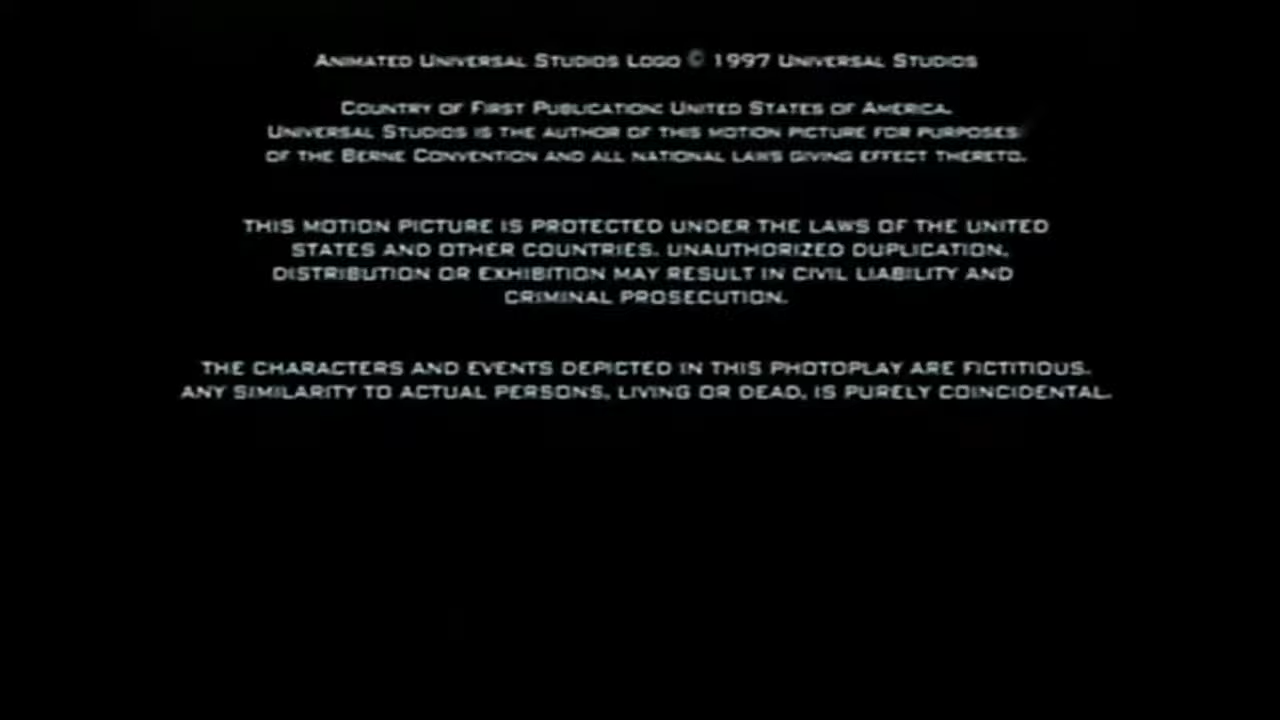 ANIMATED UNIVERSAL STUDIOS LOGO © 1997 UNIVERSAL STUDIOS
COUNTRY OF FIRST PUBLICATION: UNITED STATES OF AMERICA.
UNIVERSAL STUDIOS IS THE AUTHOR OF THIS MOTION PICTURE FOR PURPOSES
OF THE BERNE CONVENTION AND ALL NATIONAL LAWS GIVING EFFECT THERETO.
THIS MOTION PICTURE IS PROTECTED UNDER THE LAWS OF THE UNITED
STATES AND OTHER COUNTRIES. UNAUTHORIZED DUPLICATION,
DISTRIBUTION OR EXHIBITION MAY RESULT IN CIVIL LIABILITY AND
CRIMINAL PROSECUTION.
THE CHARACTERS AND EVENTS DEPICTED IN THIS PHOTOPLAY ARE FICTITIOUS.
ANY SIMILARITY TO ACTUAL PERSONS, LIVING OR DEAD, IS PURELY COINCIDENTAL.